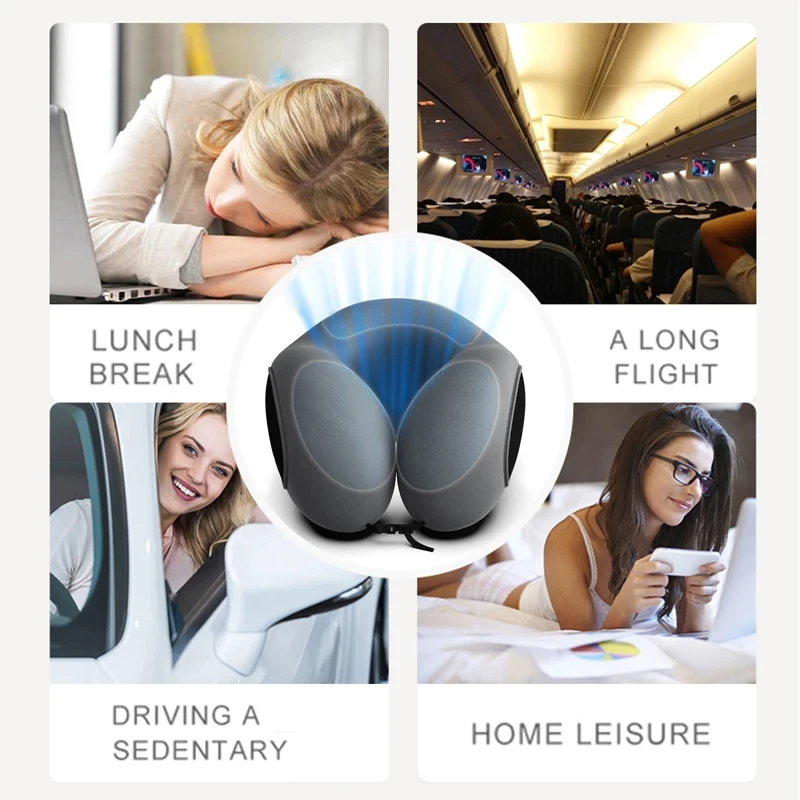 LUNCH
BREAK
A LONG
FLIGHT
DRIVING A
SEDENTARY
HOME LEISURE